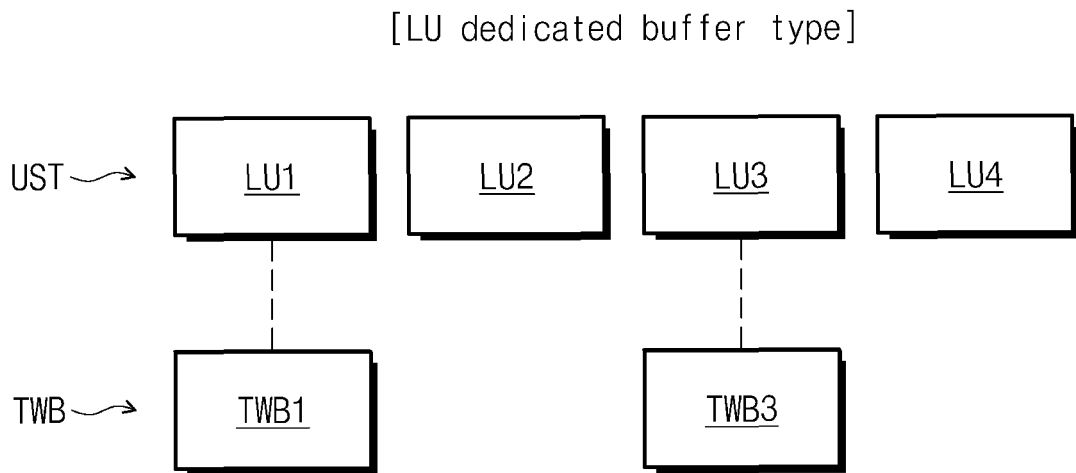 [LU dedicated buffer type]
UST LU1 LU2 LU3 LU4
TWB TWB1 TWB3